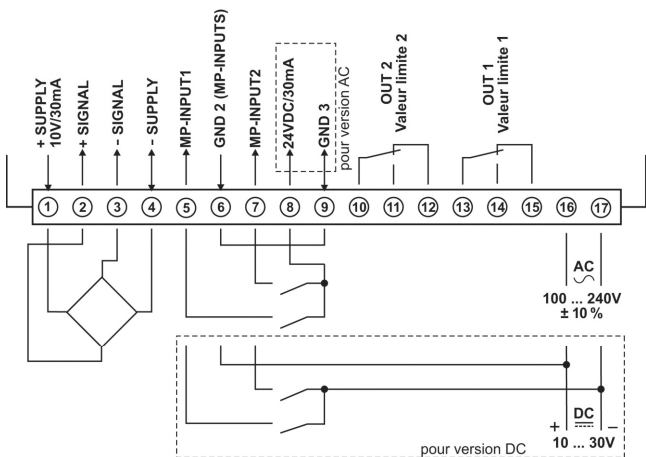 + SUPPLY
10V/30mA
+ SIGNAL
- SIGNAL
- SUPPLY
MP-INPUT1
GND 2 (MP-INPUTS)
MP-INPUT2
24VDC/30mA
GND 3
pour version AC
OUT 2
Valeur limite 2
OUT 1
Valeur limite 1
1 2 3 4 5 6 7 8 9 10 11 12 13 14 15 16 17
AC
100 ... 240V
± 10 %
+ DC −
10 ... 30V
pour version DC